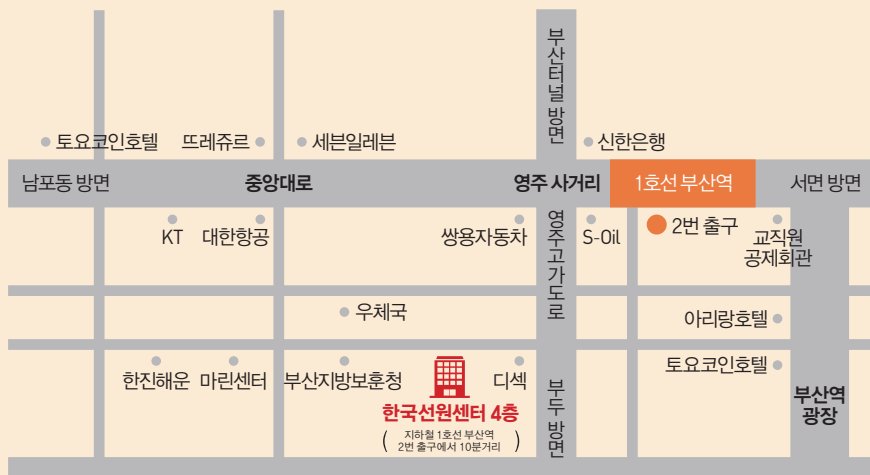 부산터널 방면
토요코인호텔
뜨레쥬르
세븐일레븐
신한은행
남포동 방면
중앙대로
영주 사거리
1호선 부산역
서면 방면
KT
대한항공
쌍용자동차
영주고가도로
S-Oil
2번 출구
교직원
공제회관
우체국
아리랑호텔
한진해운
마린센터
부산지방보훈청
디섹
토요코인호텔
부두 방면
부산역
광장
한국선원센터 4층
( 지하철 1호선 부산역
2번 출구에서 10분거리 )